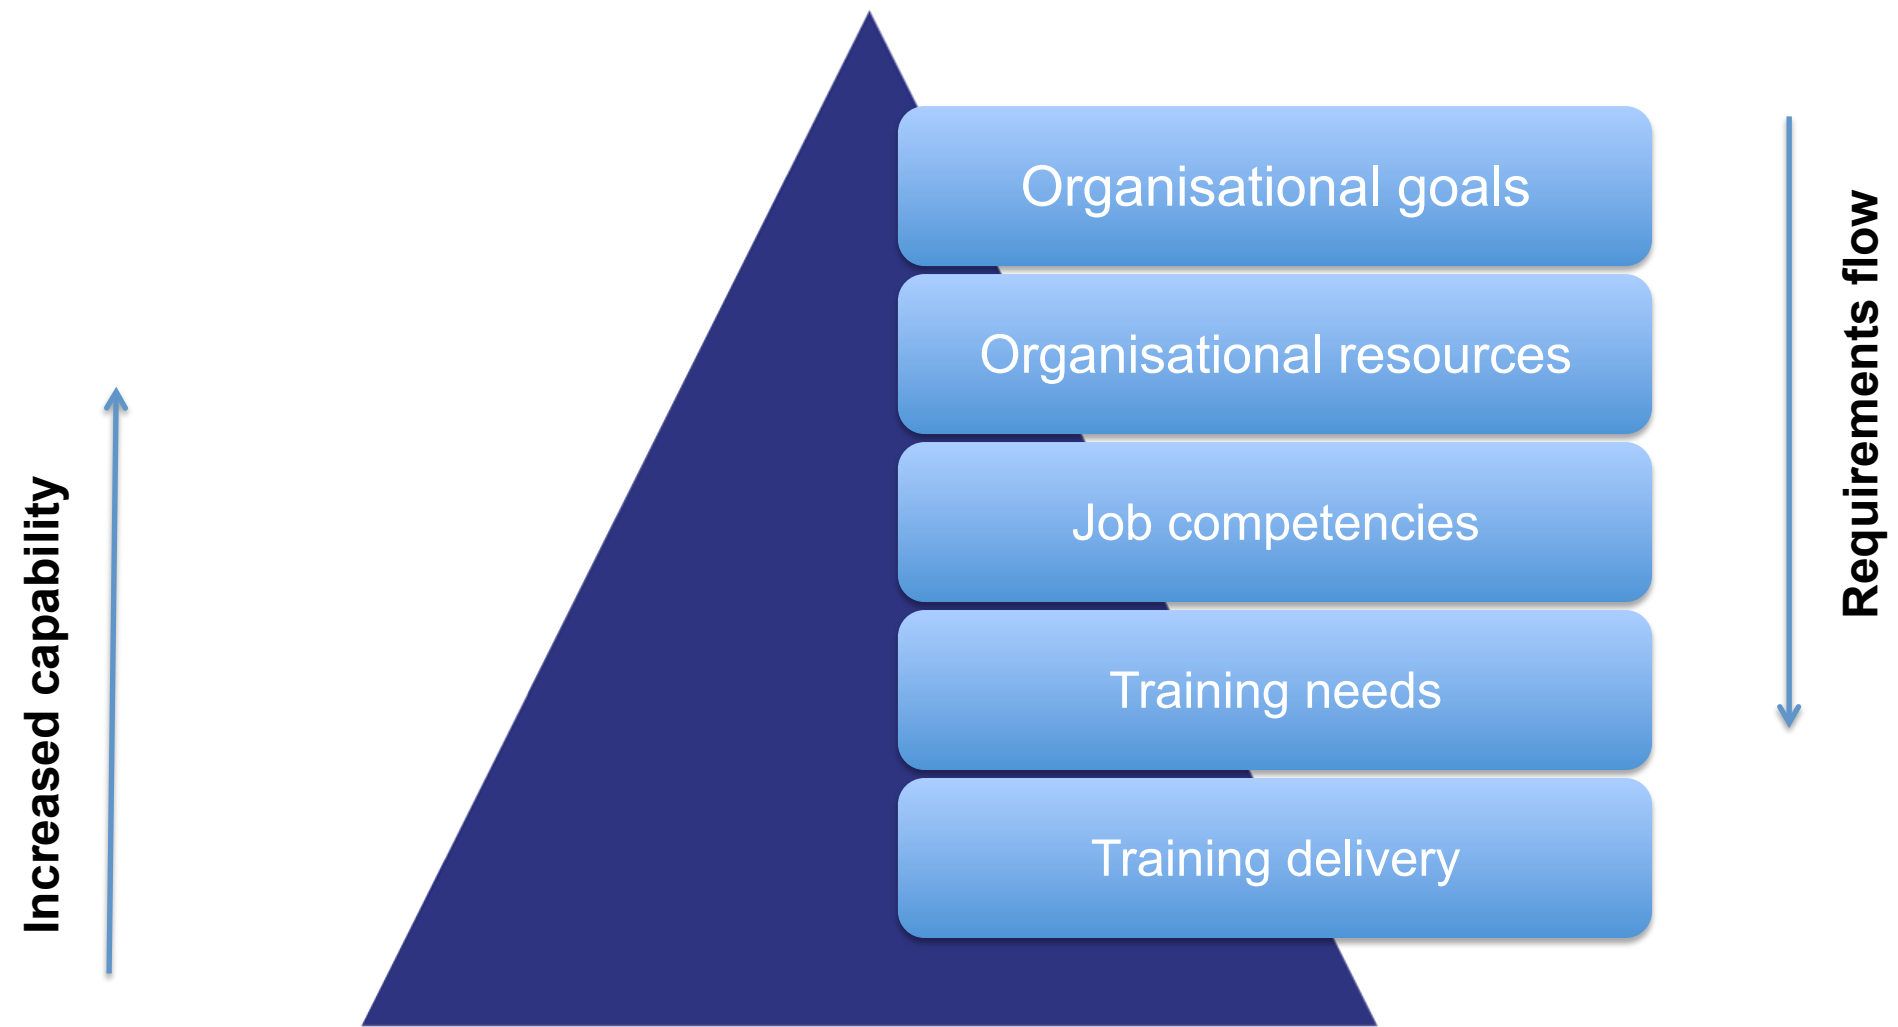 Organisational goals
Organisational resources
Job competencies
Training needs
Training delivery
Increased capability
Requirements flow